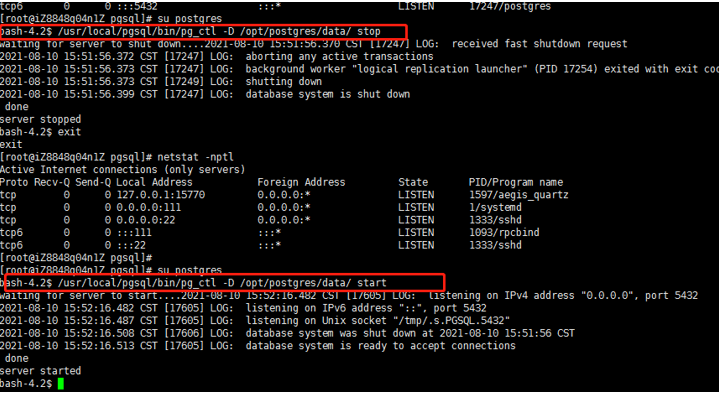 tcp6 0 0 :::5432 :::* LISTEN 17247/postgres
[root@iZ8848q04n1Z pgsql]# su postgres
bash-4.2$ /usr/local/pgsql/bin/pg_ctl -D /opt/postgres/data/ stop
waiting for server to shut down....2021-08-10 15:51:56.370 CST [17247] LOG:  received fast shutdown request
2021-08-10 15:51:56.372 CST [17247] LOG:  aborting any active transactions
2021-08-10 15:51:56.373 CST [17247] LOG:  background worker "logical replication launcher" (PID 17254) exited with exit coo
2021-08-10 15:51:56.373 CST [17249] LOG:  shutting down
2021-08-10 15:51:56.399 CST [17247] LOG:  database system is shut down
done
server stopped
bash-4.2$ exit
exit
[root@iZ8848q04n1Z pgsql]# netstat -nptl
Active Internet connections (only servers)
Proto Recv-Q Send-Q Local Address Foreign Address State PID/Program name
tcp 0 0 127.0.0.1:15770 0.0.0.0:* LISTEN 1597/aegis_quartz
tcp 0 0 0.0.0.0:111 0.0.0.0:* LISTEN 1/systemd
tcp 0 0 0.0.0.0:22 0.0.0.0:* LISTEN 1333/sshd
tcp6 0 0 :::111 :::* LISTEN 1093/rpcbind
tcp6 0 0 :::22 :::* LISTEN 1333/sshd
[root@iZ8848q04n1Z pgsql]#
[root@iZ8848q04n1Z pgsql]# su postgres
bash-4.2$ /usr/local/pgsql/bin/pg_ctl -D /opt/postgres/data/ start
waiting for server to start....2021-08-10 15:52:16.482 CST [17605] LOG:  listening on IPv4 address "0.0.0.0", port 5432
2021-08-10 15:52:16.482 CST [17605] LOG:  listening on IPv6 address "::", port 5432
2021-08-10 15:52:16.487 CST [17605] LOG:  listening on Unix socket "/tmp/.s.PGSQL.5432"
2021-08-10 15:52:16.508 CST [17606] LOG:  database system was shut down at 2021-08-10 15:51:56 CST
2021-08-10 15:52:16.513 CST [17605] LOG:  database system is ready to accept connections
done
server started
bash-4.2$